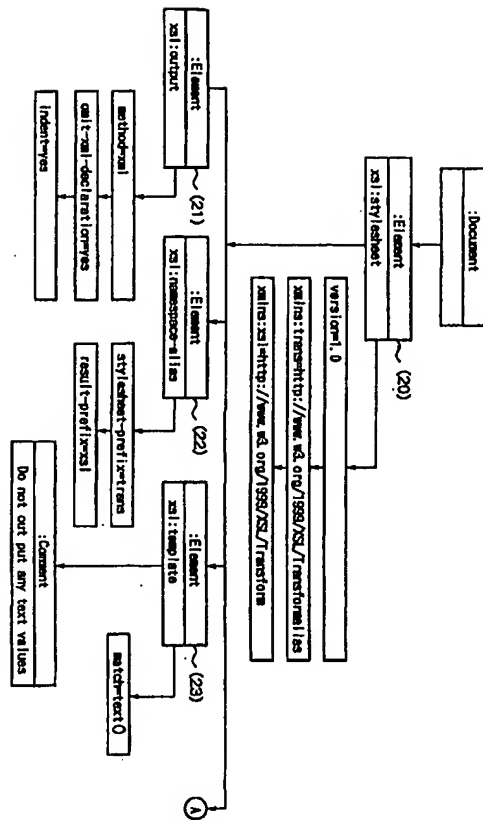 :Document
:Element
xsl:stylesheet
(20)
version=1.0
xmlns:trans=http://www.w3.org/1999/XSL/Transformalias
xmlns:xsl=http://www.w3.org/1999/XSL/Transform
:Element
xsl:output
(21)
method=xml
omit-xml-declaration=yes
indent=yes
:Element
xsl:namespace-alias
(22)
stylesheet-prefix=trans
result-prefix=xsl
:Element
xsl:template
(23)
match=text()
:Comment
Do not out put any text values
A